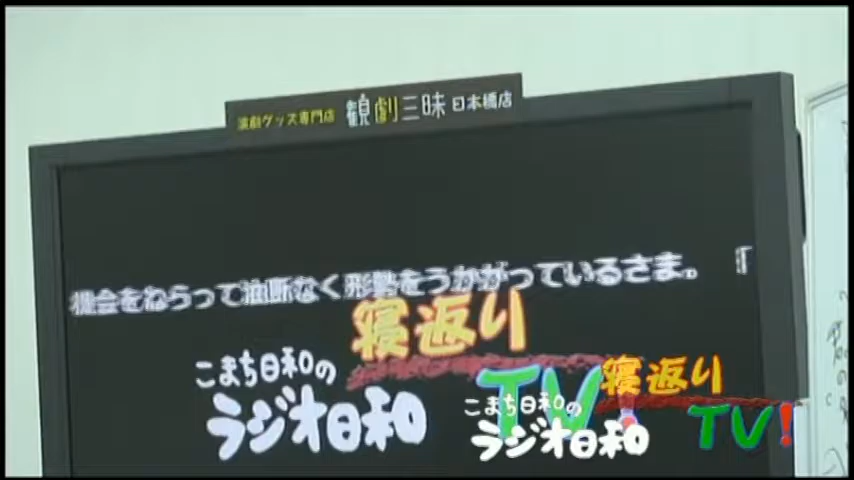 演劇グッズ専門店 観劇三昧 日本橋店
機会をねらって油断なく形勢をうかがっているさま。 「
寝返り
TV!
こまち日和の
ラジオ日和
寝返り
TV!
こまち日和の
ラジオ日和